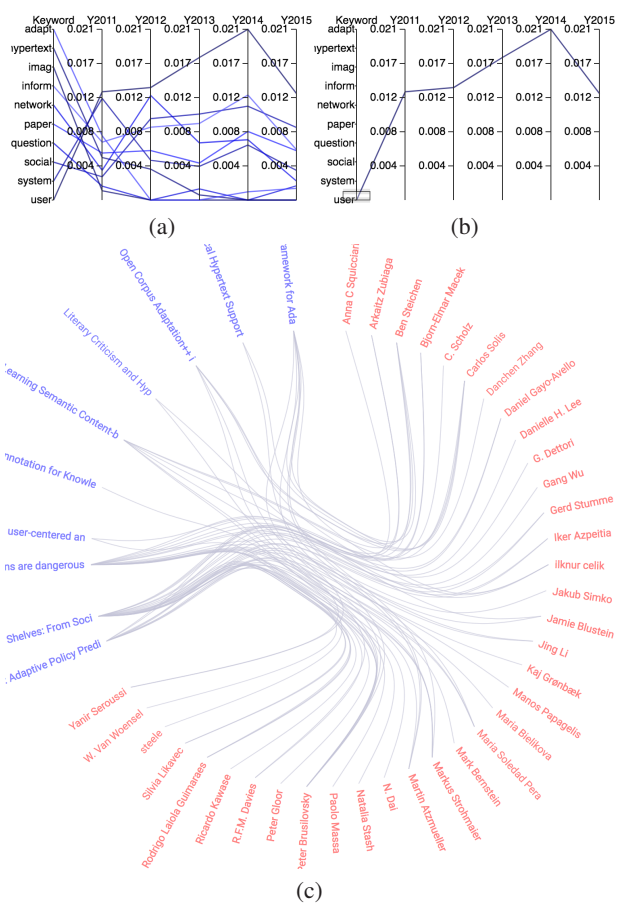 Keyword Y2011 Y2012 Y2013 Y2014 Y2015
adapt 0.021 0.021 0.021 0.021 0.021
hypertext
imag 0.017 0.017 0.017 0.017 0.017
inform
network 0.012 0.012 0.012 0.012 0.012
paper
question 0.008 0.008 0.008 0.008 0.008
social 0.004 0.004 0.004 0.004 0.004
system
user
(a)
Keyword Y2011 Y2012 Y2013 Y2014 Y2015
adapt 0.021 0.021 0.021 0.021 0.021
hypertext
imag 0.017 0.017 0.017 0.017 0.017
inform
network 0.012 0.012 0.012 0.012 0.012
paper
question 0.008 0.008 0.008 0.008 0.008
social 0.004 0.004 0.004 0.004 0.004
system
user
(b)
amework for Ada
al Hypertext Support
Open Corpus Adaptation++ i
Literary Criticism and Hyp
earning Semantic Content-b
nnotation for Knowle
user-centered an
ns are dangerous
Shelves: From Soci
Adaptive Policy Predi
Anna C Squiccian
Arkaitz Zubiaga
Ben Steichen
Bjorn-Elmar Macek
C. Scholz
Carlos Solis
Danchen Zhang
Daniel Gayo-Avello
Danielle H. Lee
G. Dettori
Gang Wu
Gerd Stumme
Iker Azpeitia
ilknur celik
Jakub Simko
Jamie Blustein
Jing Li
Kaj Grønbæk
Manos Papagelis
Maria Bielikova
Maria Soledad Pera
Mark Bernstein
Markus Strohmaier
Martin Atzmueller
N. Dai
Natalia Stash
Paolo Massa
Peter Brusilovsky
Peter Gloor
R.F.M. Davies
Ricardo Kawase
Rodrigo Laiola Guimaraes
Silvia Likavec
steele
W. Van Woensel
Yanir Seroussi
(c)